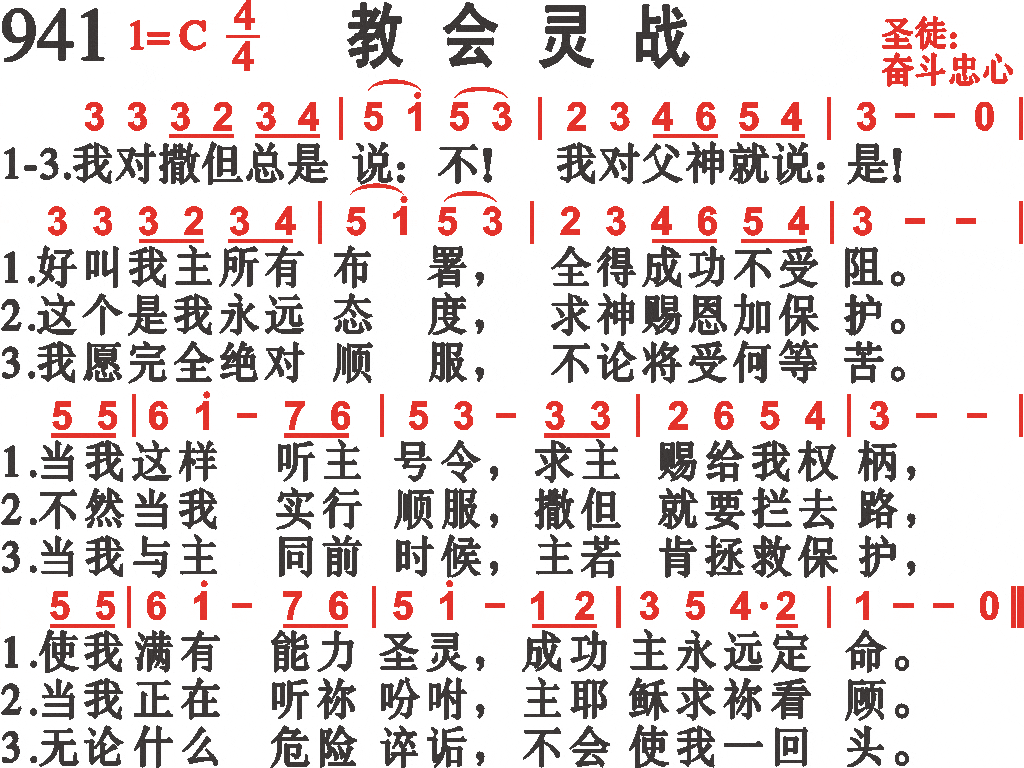 941 1=C 4/4 教会灵战 圣徒：
奋斗忠心
3 3 3 2 3 4 | 5 i 5 3 | 2 3 4 6 5 4 | 3 - - 0 |
1-3.我对撒但总是 说：不！ 我对父神就说：是！
3 3 3 2 3 4 | 5 i 5 3 | 2 3 4 6 5 4 | 3 - - |
1.好叫我主所有 布 署， 全得成功不受 阻。
2.这个是我永远 态 度， 求神赐恩加保 护。
3.我愿完全绝对 顺 服， 不论将受何等 苦。
5 5 | 6 i - 7 6 | 5 3 - 3 3 | 2 6 5 4 | 3 - - |
1.当我这样 听主 号令，求主 赐给我权 柄，
2.不然当我 实行 顺服，撒但 就要拦去 路，
3.当我与主 同前 时候，主若 肯拯救保 护，
5 5 | 6 i - 7 6 | 5 i - 1 2 | 3 5 4·2 | 1 - - 0 ‖
1.使我满有 能力 圣灵，成功 主永远定 命。
2.当我正在 听祢 吩咐，主耶 稣求祢看 顾。
3.无论什么 危险 谇诟，不会 使我一回 头。